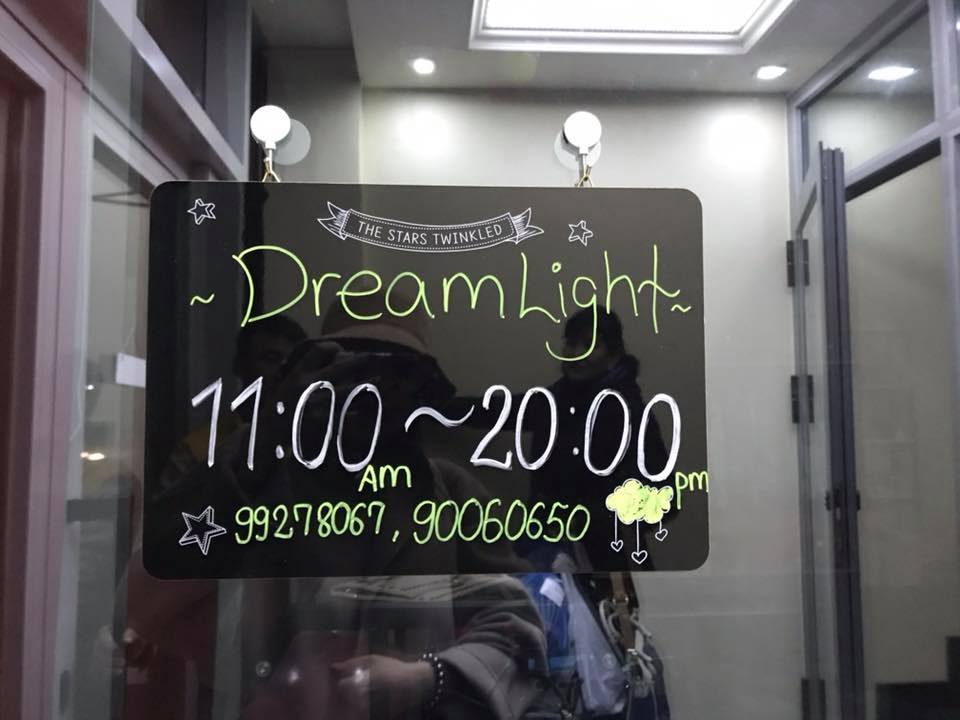 THE STARS TWINKLED
~ DreamLight ~
11:00 AM ~ 20:00 pm
99278067, 90060650